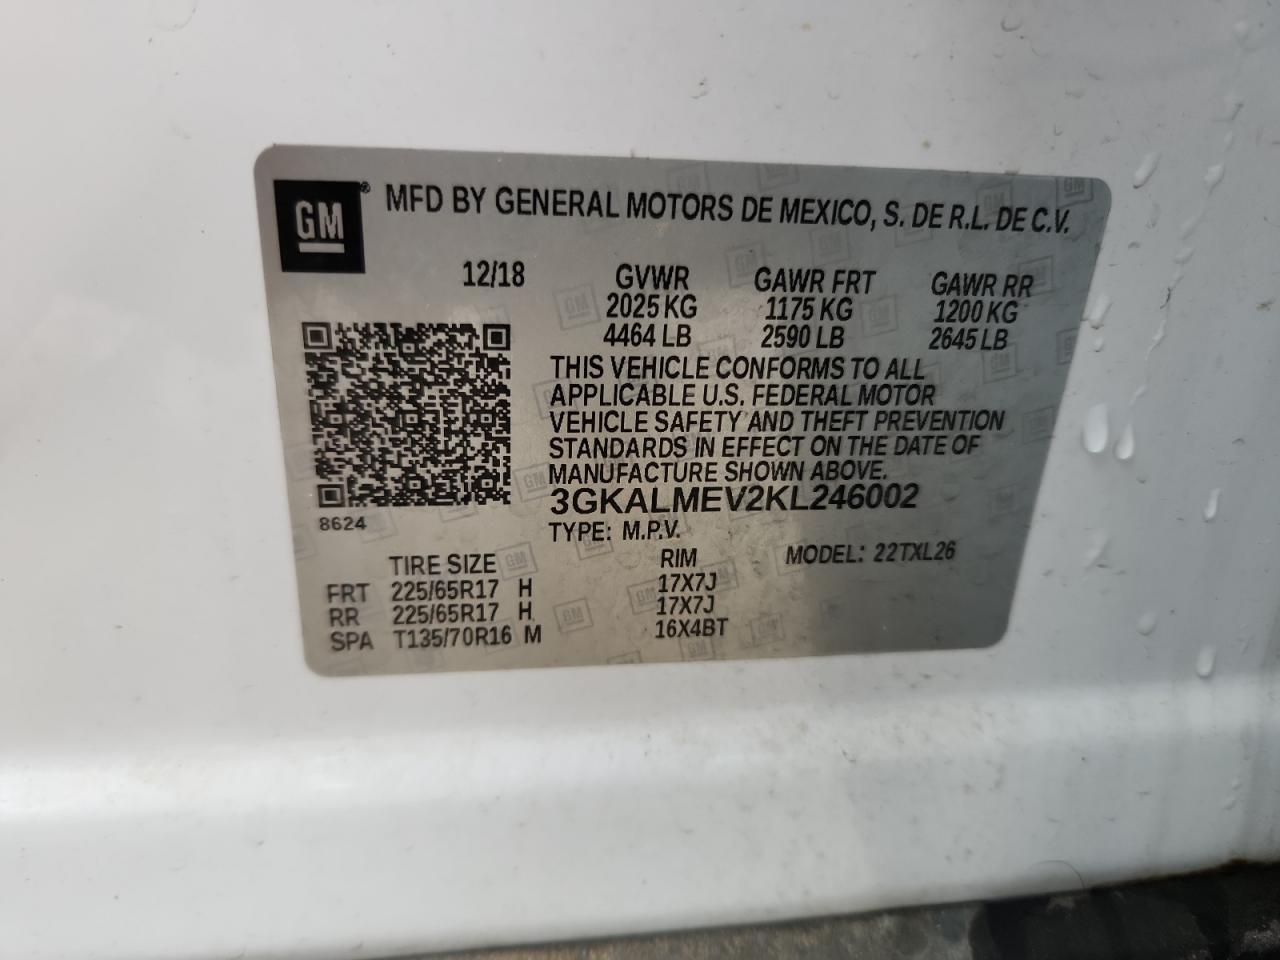 GM ® MFD BY GENERAL MOTORS DE MEXICO, S. DE R.L. DE C.V.
12/18 GVWR GAWR FRT GAWR RR
2025 KG 1175 KG 1200 KG
4464 LB 2590 LB 2645 LB
THIS VEHICLE CONFORMS TO ALL
APPLICABLE U.S. FEDERAL MOTOR
VEHICLE SAFETY AND THEFT PREVENTION
STANDARDS IN EFFECT ON THE DATE OF
MANUFACTURE SHOWN ABOVE.
3GKALMEV2KL246002
8624
TYPE: M.P.V.
TIRE SIZE RIM MODEL: 22TXL26
FRT 225/65R17 H 17X7J
RR 225/65R17 H 17X7J
SPA T135/70R16 M 16X4BT